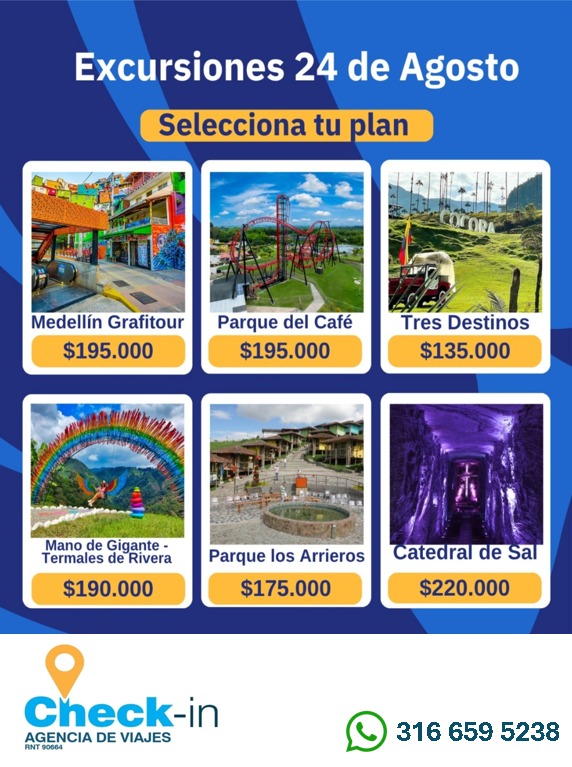 Excursiones 24 de Agosto
Selecciona tu plan
COCORA
Medellín Grafitour
$195.000
Parque del Café
$195.000
Tres Destinos
$135.000
Mano de Gigante -
Termales de Rivera
$190.000
Parque los Arrieros
$175.000
Catedral de Sal
$220.000
Check-in
AGENCIA DE VIAJES
RNT 90664
316 659 5238